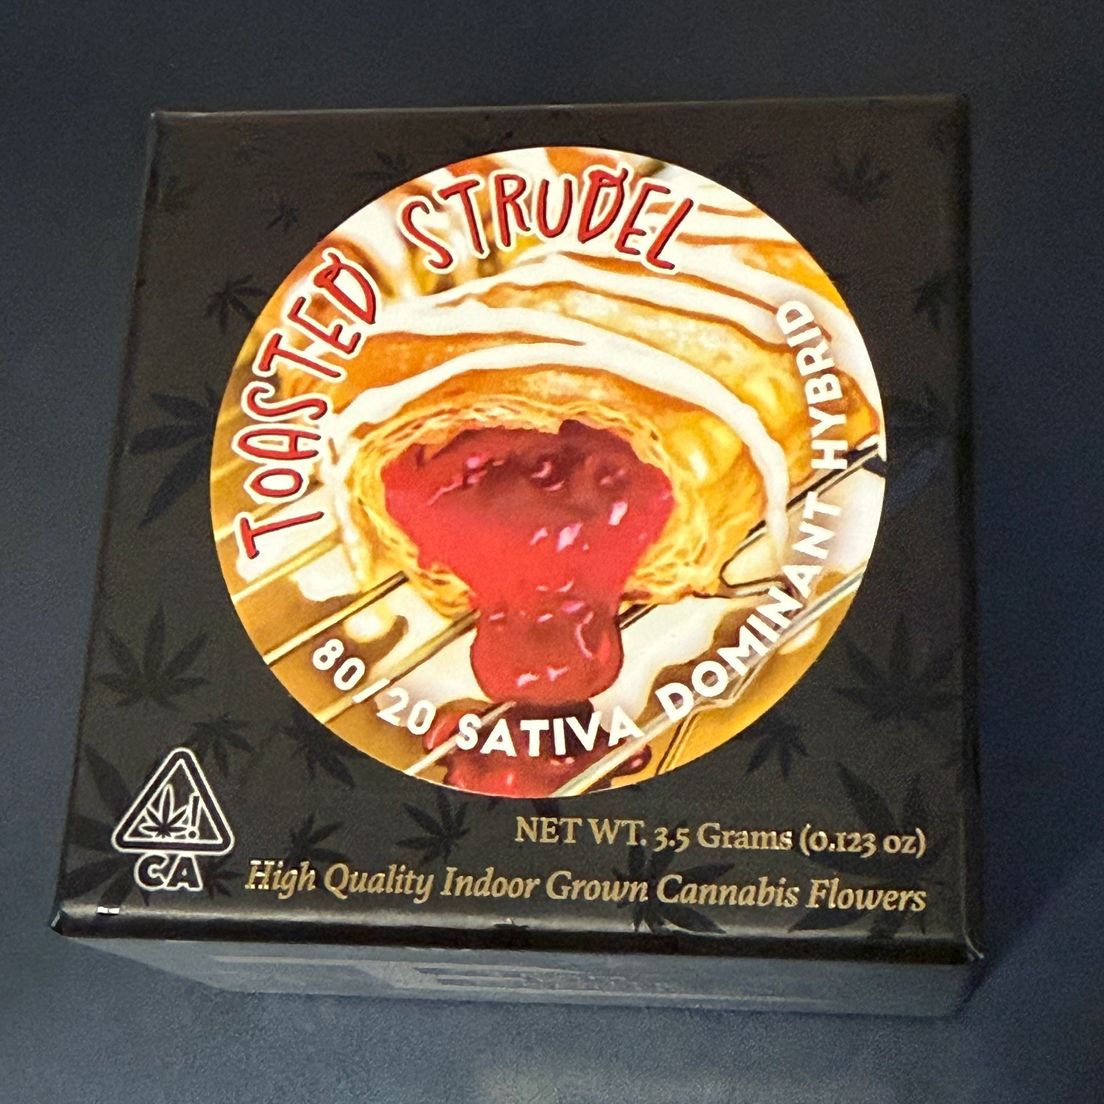 TOASTED STRUDEL
80/20 SATIVA DOMINANT HYBRID
CA
NET WT. 3.5 Grams (0.123 oz)
High Quality Indoor Grown Cannabis Flowers